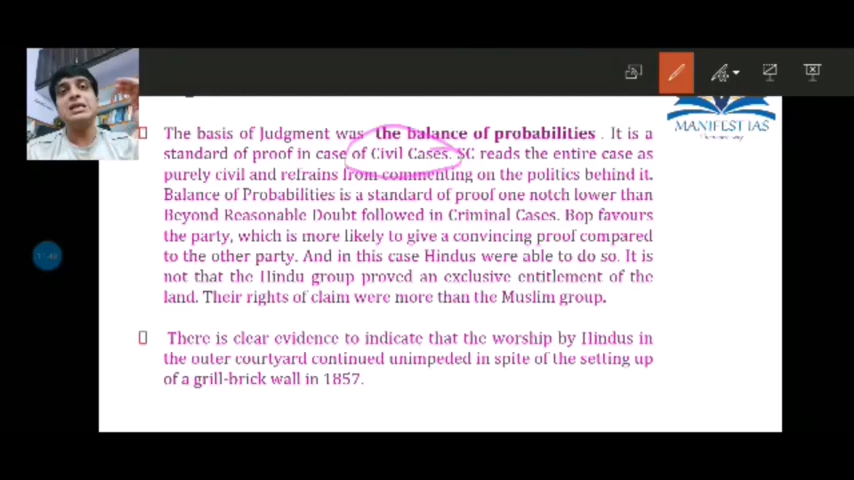 MANIFEST IAS
The basis of Judgment was the balance of probabilities . It is a
standard of proof in case of Civil Cases. SC reads the entire case as
purely civil and refrains from commenting on the politics behind it.
Balance of Probabilities is a standard of proof one notch lower than
Beyond Reasonable Doubt followed in Criminal Cases. Bop favours
the party, which is more likely to give a convincing proof compared
to the other party. And in this case Hindus were able to do so. It is
not that the Hindu group proved an exclusive entitlement of the
land. Their rights of claim were more than the Muslim group.
There is clear evidence to indicate that the worship by Hindus in
the outer courtyard continued unimpeded in spite of the setting up
of a grill-brick wall in 1857.